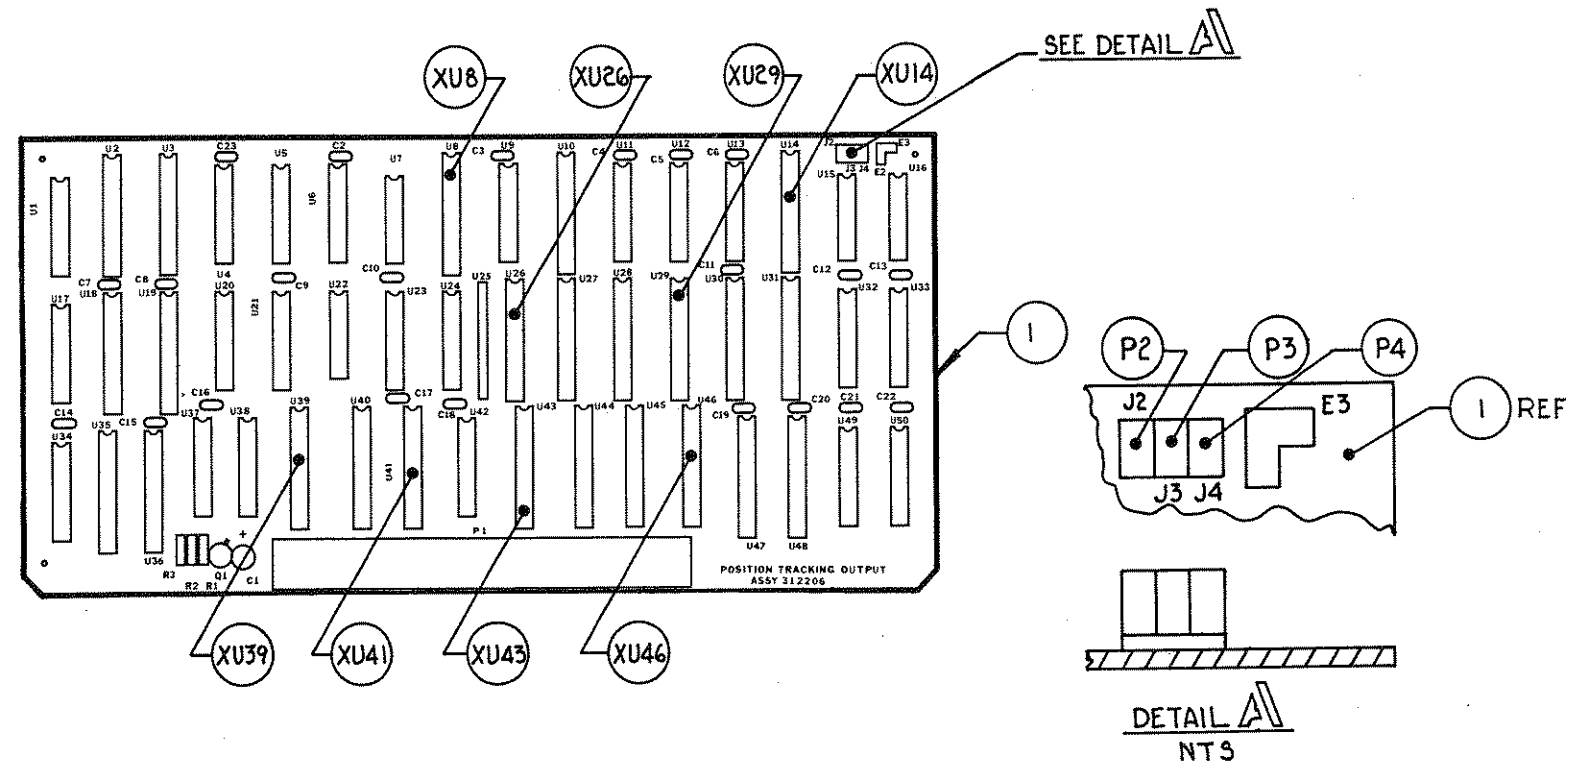 SEE DETAIL A
XU8
XU26
XU29
XU14
U2
U3
C23
U5
C2
U7
U8
C3
U9
U10
C4
U11
C5
U12
C6
U13
U14
J2
E3
J3 J4
E2
U15
U16
U1
U6
C7
C8
U4
C9
C10
C11
C12
C13
U17
U18
U19
U20
U21
U22
U23
U24
U25
U26
U27
U28
U29
U30
U31
U32
U33
1
C14
C15
C16
C17
C18
C19
C20
C21
C22
U34
U35
U37
U38
U39
U40
U41
U42
U43
U44
U45
U46
U49
U50
U36
U47
U48
R3
R2 R1
Q1
+
C1
P1
POSITION TRACKING OUTPUT
ASSY 312206
XU39
XU41
XU43
XU46
P2
P3
P4
J2
E3
1 REF
J3 J4
DETAIL A
NTS